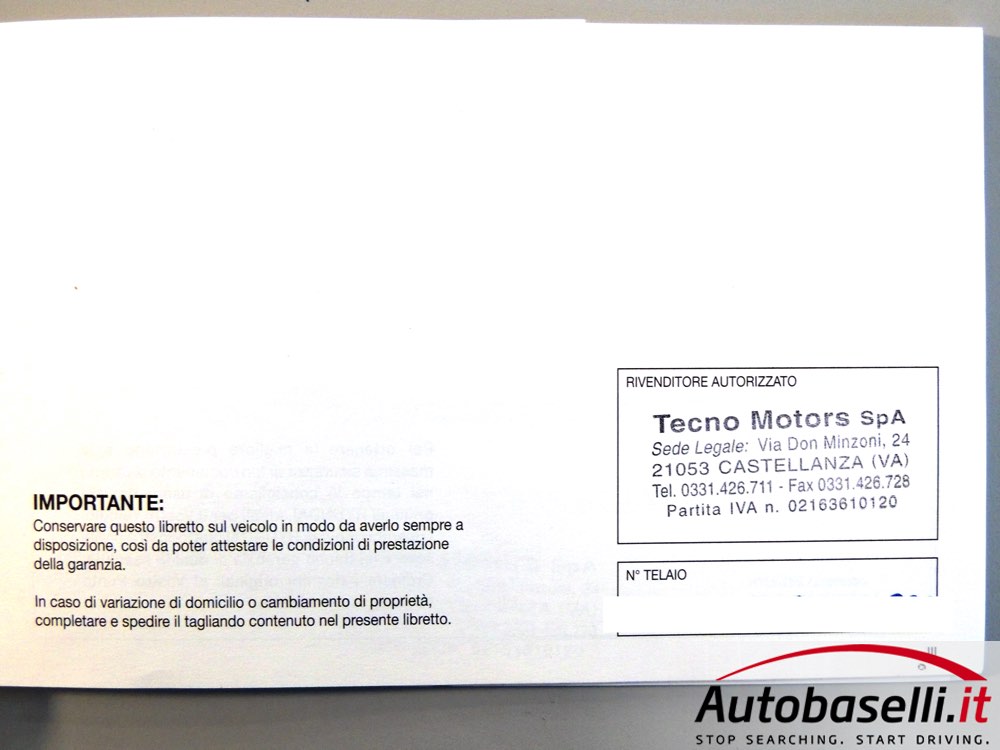 IMPORTANTE:
Conservare questo libretto sul veicolo in modo da averlo sempre a
disposizione, così da poter attestare le condizioni di prestazione
della garanzia.
In caso di variazione di domicilio o cambiamento di proprietà,
completare e spedire il tagliando contenuto nel presente libretto.
RIVENDITORE AUTORIZZATO
Tecno Motors SpA
Sede Legale: Via Don Minzoni, 24
21053 CASTELLANZA (VA)
Tel. 0331.426.711 - Fax 0331.426.728
Partita IVA n. 02163610120
N° TELAIO
Autobaselli.it
STOP SEARCHING. START DRIVING.